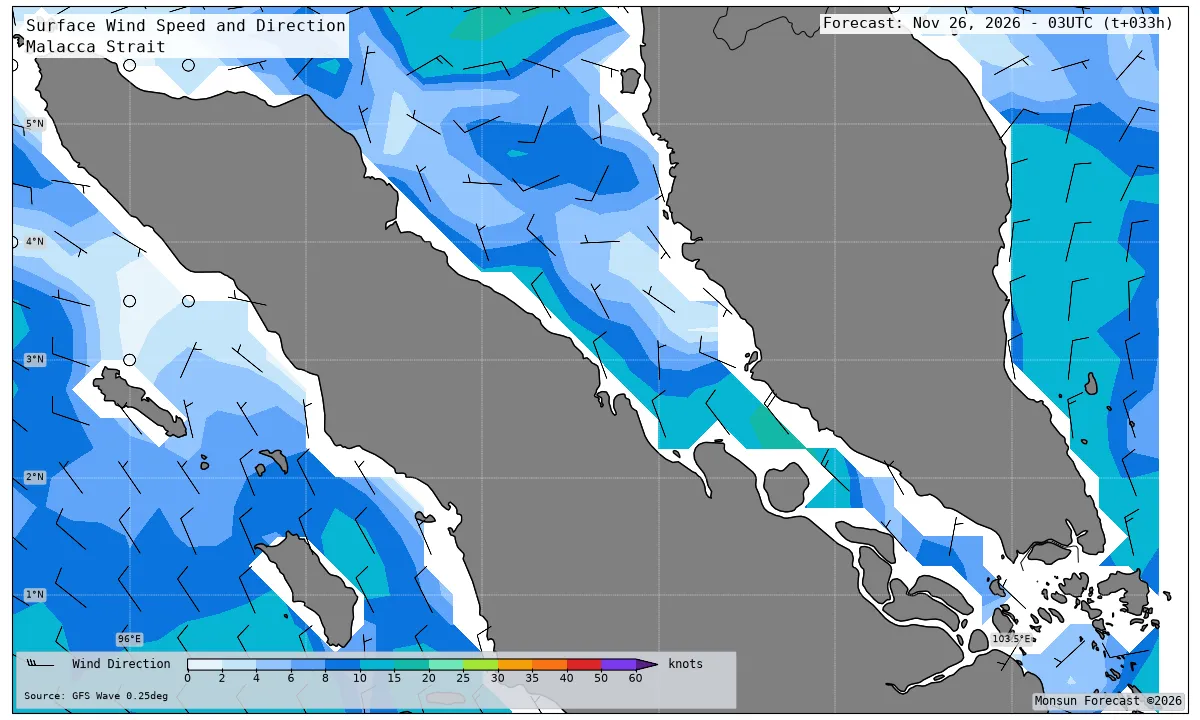 Surface Wind Speed and Direction
Malacca Strait
Forecast: Nov 26, 2026 - 03UTC (t+033h)
5°N
4°N
3°N
2°N
1°N
96°E
103.5°E
Wind Direction
knots
0 2 4 6 8 10 15 20 25 30 35 40 50 60
Source: GFS Wave 0.25deg
Monsun Forecast ©2026